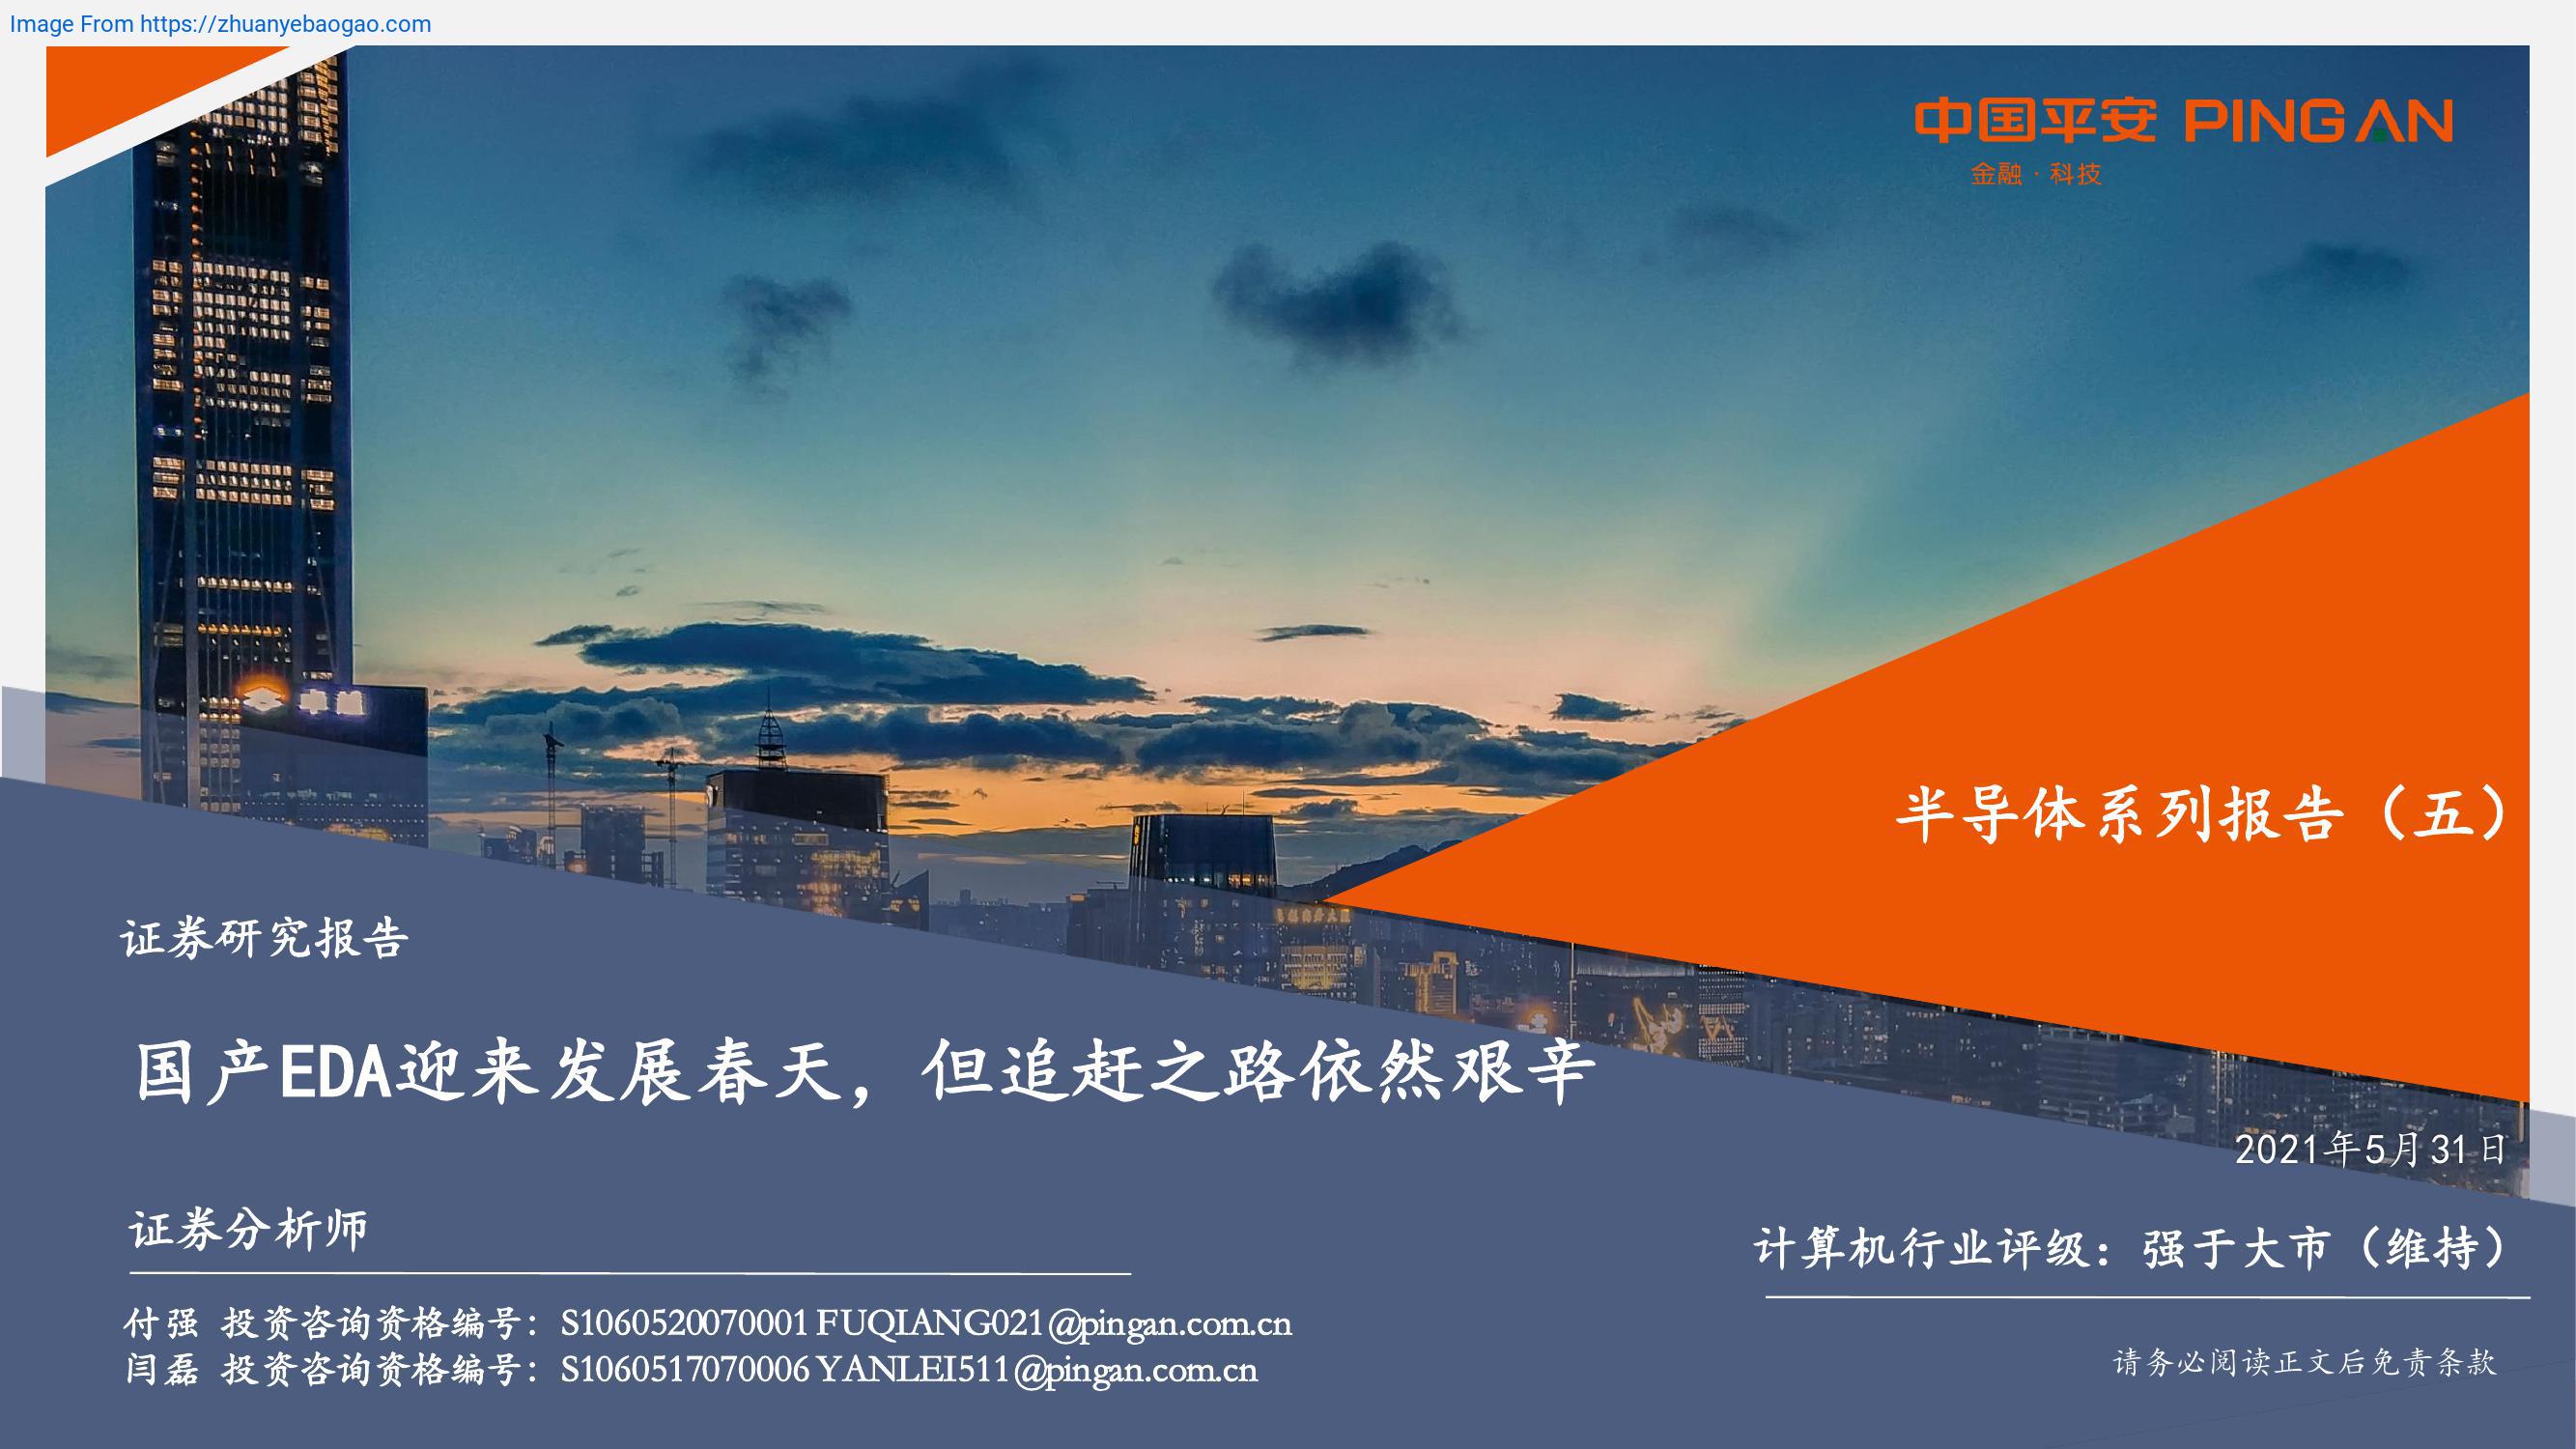 Image From https://zhuanyebaogao.com
中国平安 PING AN
金融·科技
半导体系列报告（五）
证券研究报告
国产EDA迎来发展春天，但追赶之路依然艰辛
2021年5月31日
证券分析师
计算机行业评级：强于大市（维持）
付强 投资咨询资格编号：S1060520070001 FUQIANG021@pingan.com.cn
闫磊 投资咨询资格编号：S1060517070006 YANLEI511@pingan.com.cn
请务必阅读正文后免责条款